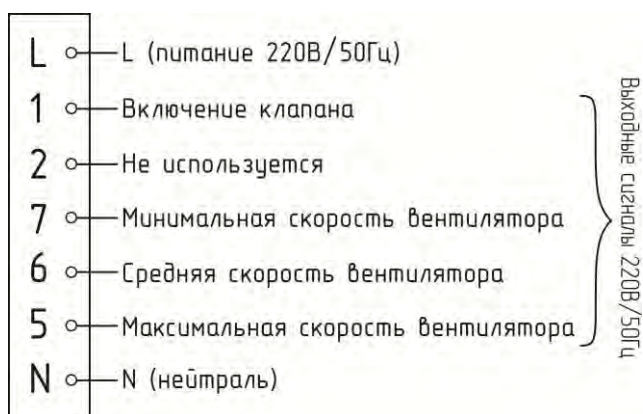 L L (питание 220В/50Гц)
1 Включение клапана
2 Не используется
7 Минимальная скорость вентилятора
6 Средняя скорость вентилятора
5 Максимальная скорость вентилятора
N N (нейтраль)
Выходные сигналы 220В/50Гц